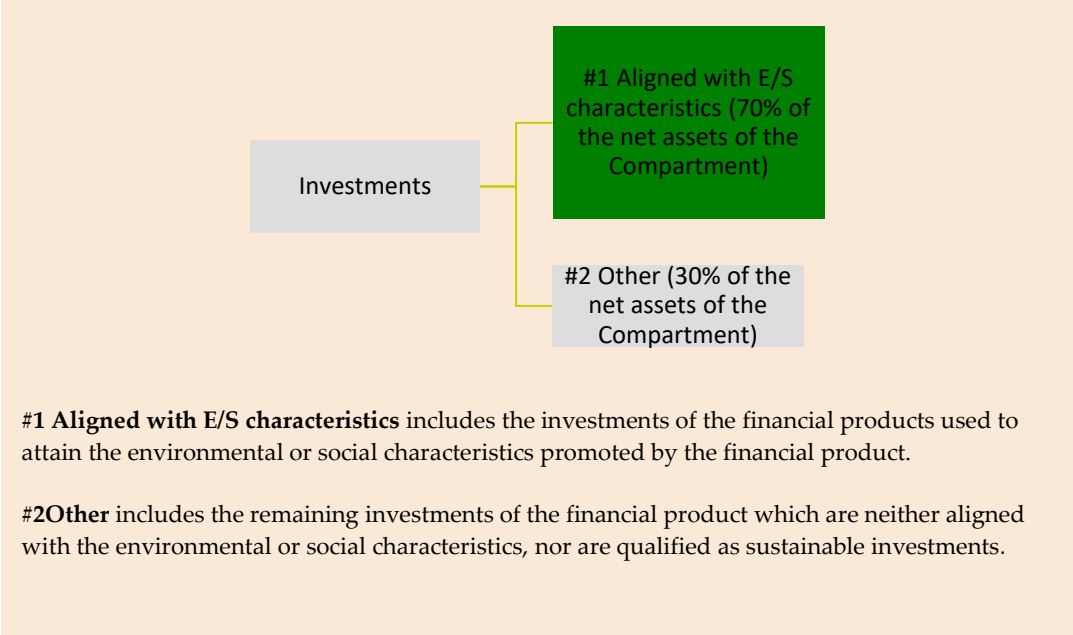 #1 Aligned with E/S
characteristics (70% of
the net assets of the
Compartment)
Investments
#2 Other (30% of the
net assets of the
Compartment)
#1 Aligned with E/S characteristics includes the investments of the financial products used to
attain the environmental or social characteristics promoted by the financial product.
#2Other includes the remaining investments of the financial product which are neither aligned
with the environmental or social characteristics, nor are qualified as sustainable investments.